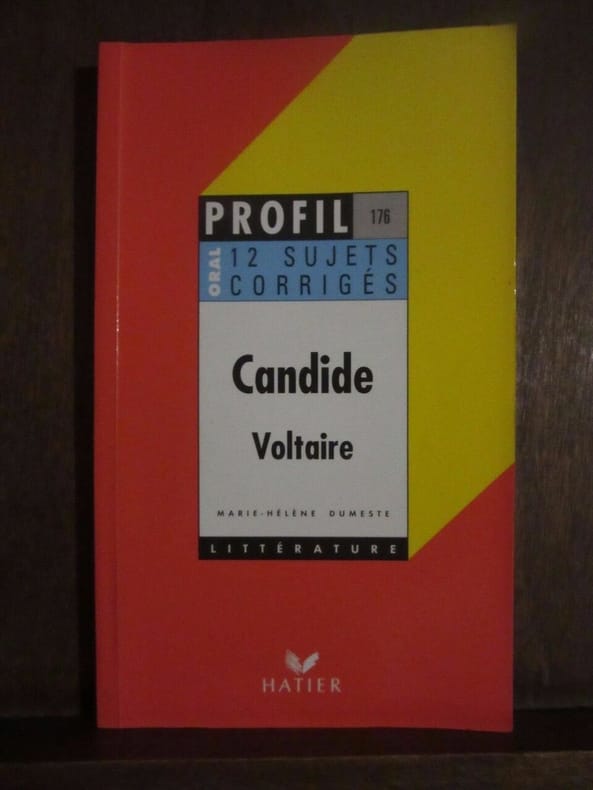 PROFIL 176
ORAL
12 SUJETS
CORRIGÉS
Candide
Voltaire
MARIE-HÉLÈNE DUMESTE
LITTÉRATURE
HATIER